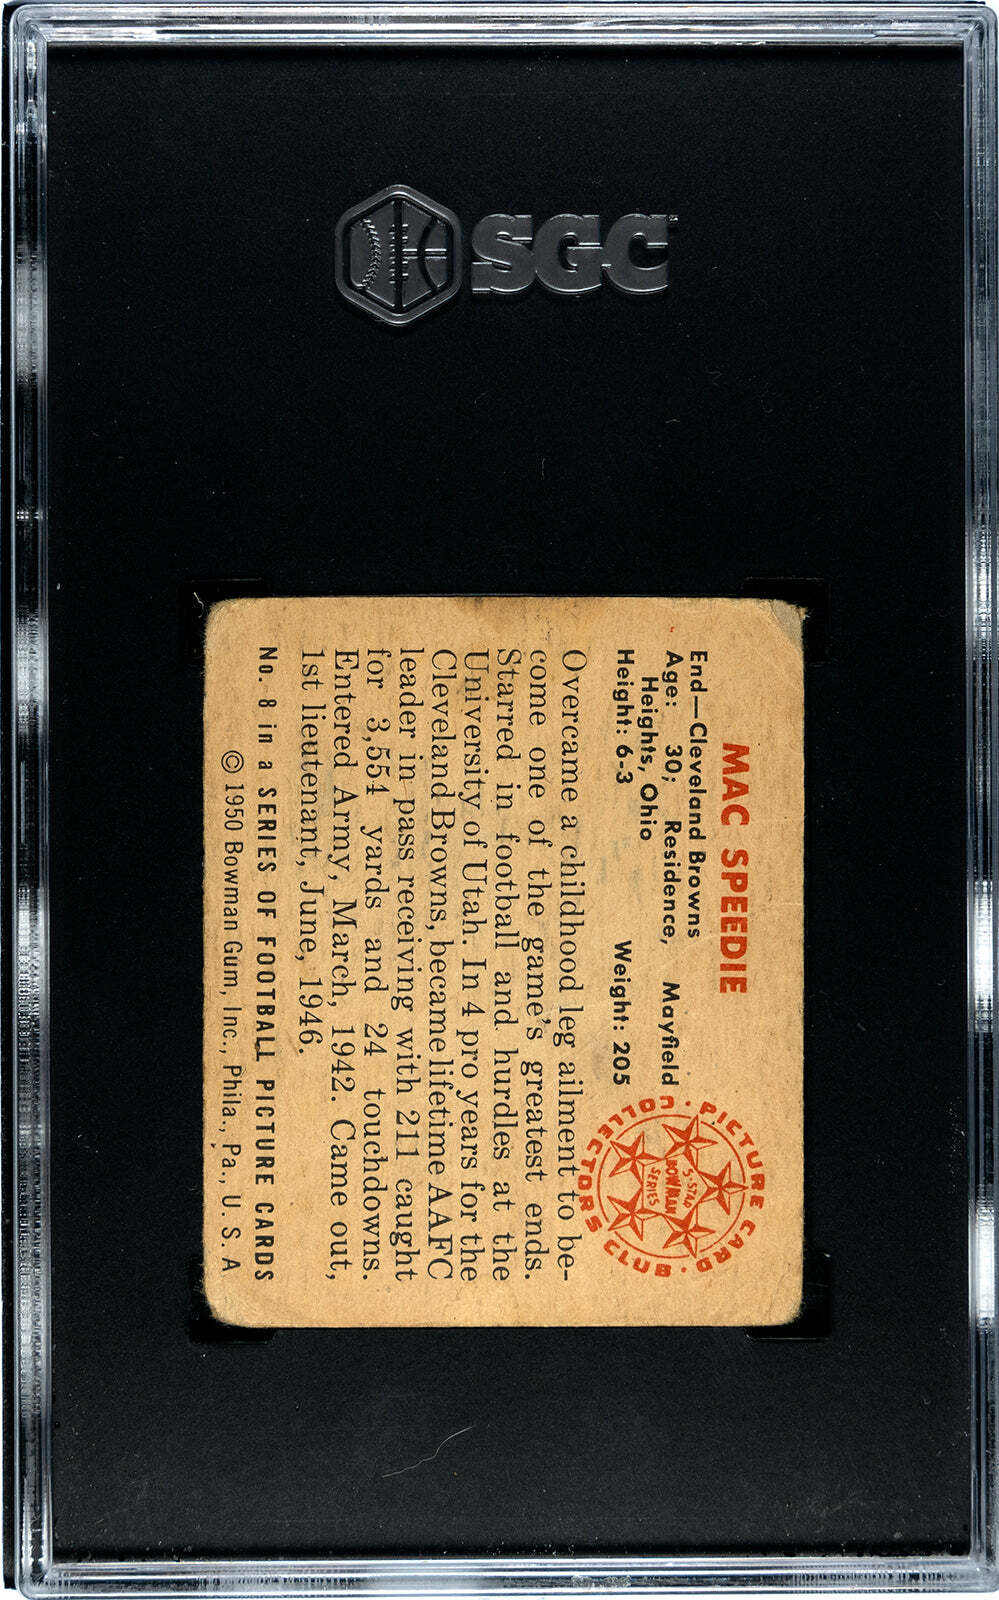 SGC
MAC SPEEDIE
End—Cleveland Browns
Age: 30; Residence, Mayfield
Heights, Ohio
Height: 6-3 Weight: 205
PICTURE CARD COLLECTORS CLUB
5-STAR
BOWMAN
SERIES
Overcame a childhood leg ailment to be-
come one of the game's greatest ends.
Starred in football and hurdles at the
University of Utah. In 4 pro years for the
Cleveland Browns, became lifetime AAFC
leader in pass receiving with 211 caught
for 3,554 yards and 24 touchdowns.
Entered Army, March, 1942. Came out,
1st lieutenant, June, 1946.
No. 8 in a SERIES OF FOOTBALL PICTURE CARDS
© 1950 Bowman Gum, Inc., Phila., Pa., U. S. A.